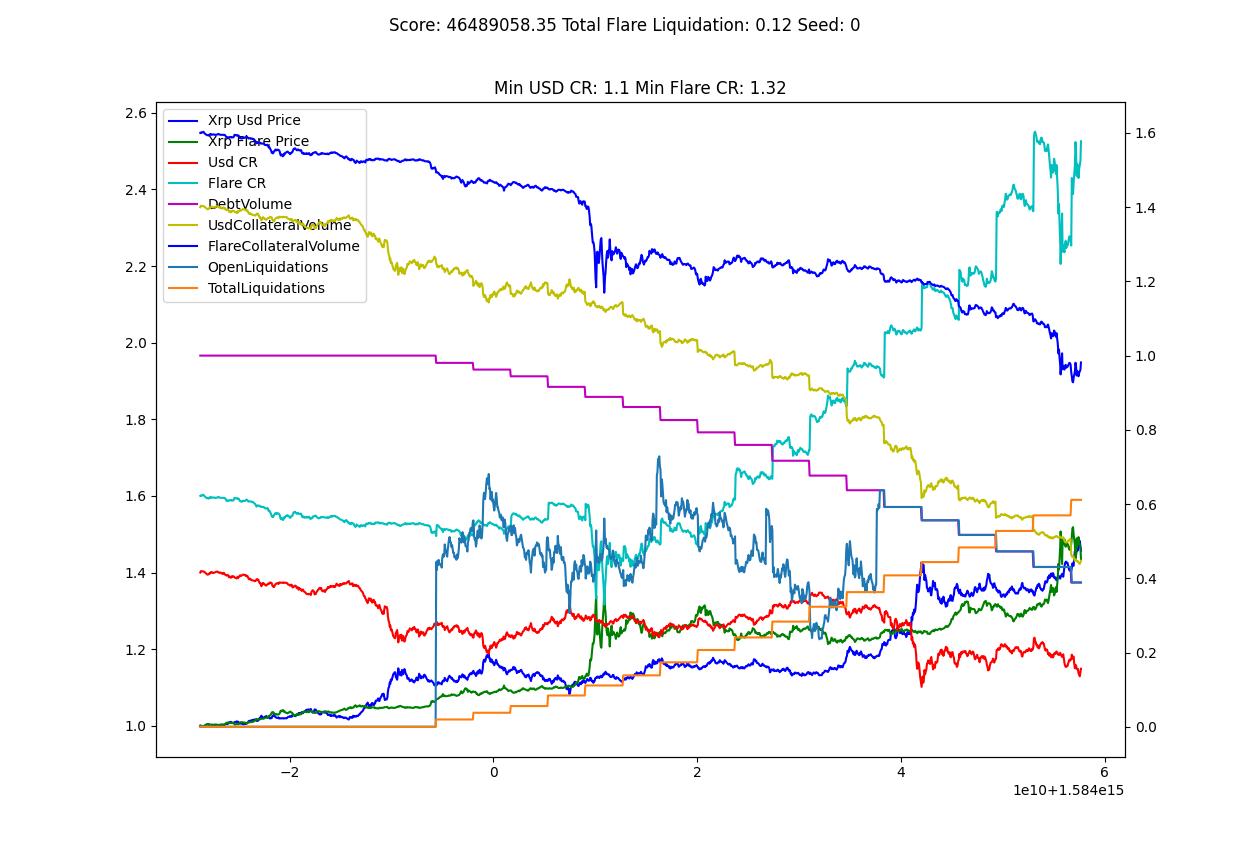 Score: 46489058.35 Total Flare Liquidation: 0.12 Seed: 0
Min USD CR: 1.1 Min Flare CR: 1.32
Xrp Usd Price
Xrp Flare Price
Usd CR
Flare CR
DebtVolume
UsdCollateralVolume
FlareCollateralVolume
OpenLiquidations
TotalLiquidations
2.6
2.4
2.2
2.0
1.8
1.6
1.4
1.2
1.0
1.6
1.4
1.2
1.0
0.8
0.6
0.4
0.2
0.0
−2 0 2 4 6
1e10+1.584e15